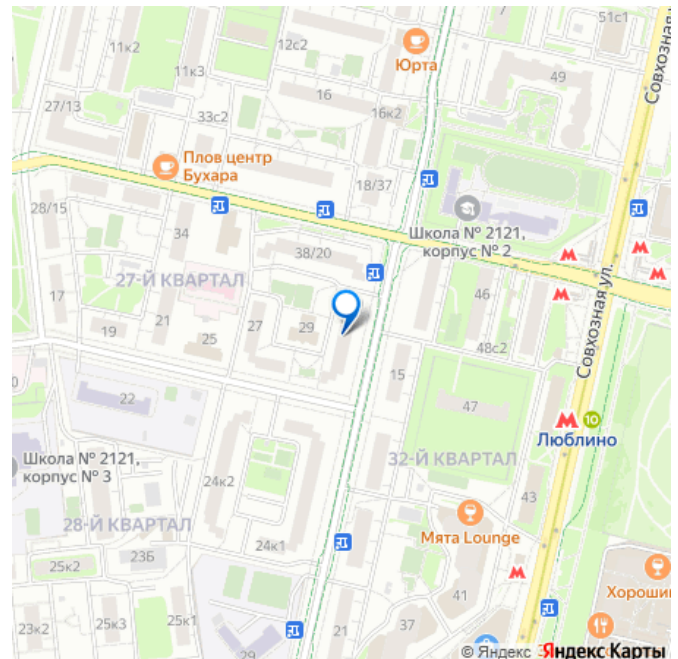 51с1
11к2
12с2
Юрта
49
Совхозная
11к3
16
16к2
27/13
33с2
Плов центр
Бухара
18/37
28/15
34
Школа № 2121,
корпус № 2
38/20
27-Й КВАРТАЛ
46
Совхозная ул.
17
19
21
25
27
29
48с2
15
22
47
Люблино
10
Школа № 2121,
корпус № 3
24к2
32-Й КВАРТАЛ
43
28-Й КВАРТАЛ
Мята Lounge
24к1
23Б
25к2
41
Хороший
23к2
25к3
25к1
29
21
37
© Яндекс
Яндекс Карты